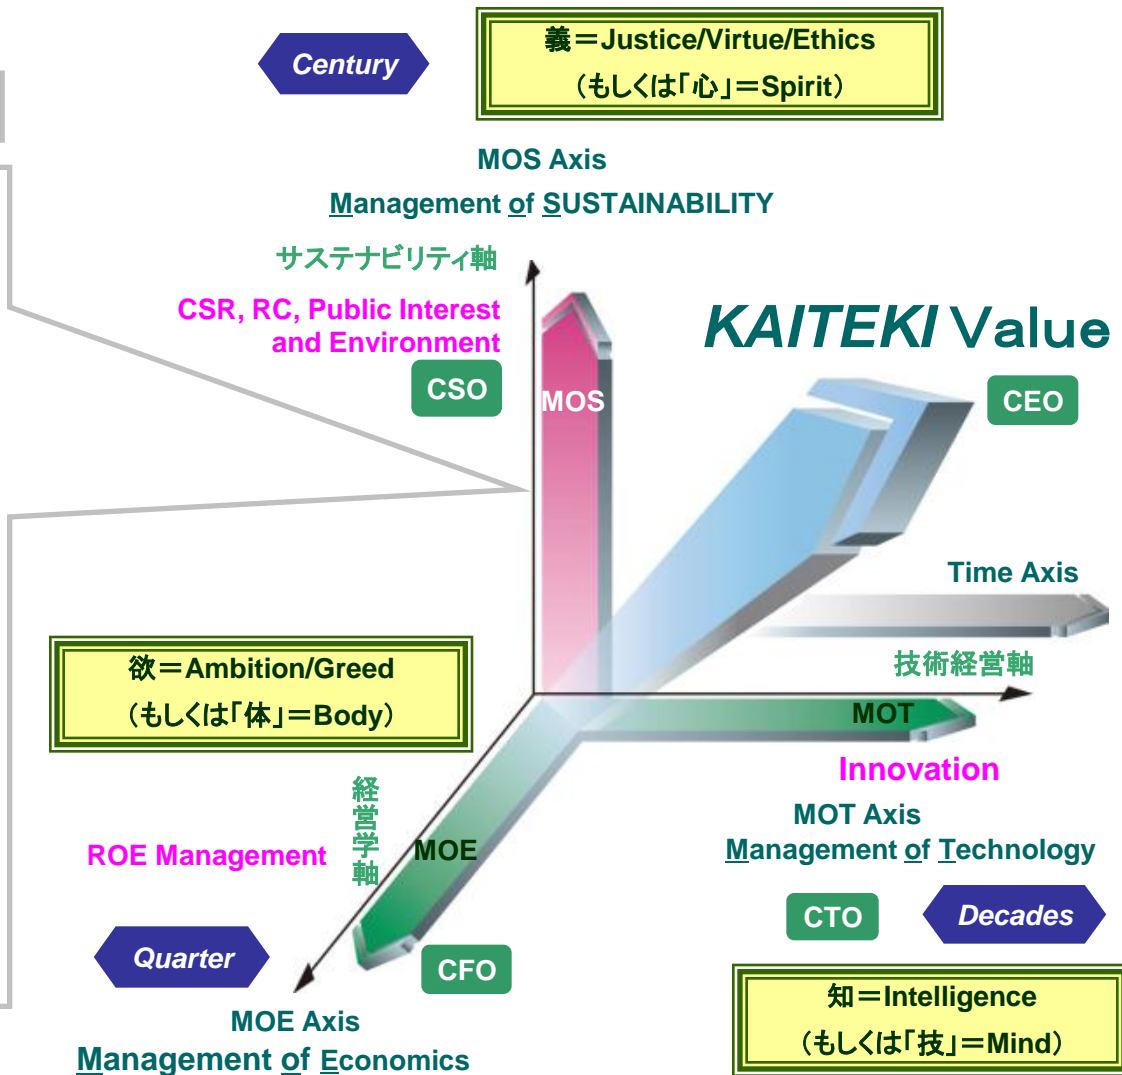 Century
義＝Justice/Virtue/Ethics
（もしくは「心」＝Spirit）
MOS Axis
Management of SUSTAINABILITY
サステナビリティ軸
CSR, RC, Public Interest
and Environment
CSO
MOS
KAITEKI Value
CEO
Time Axis
欲＝Ambition/Greed
（もしくは「体」＝Body）
技術経営軸
MOT
Innovation
MOT Axis
Management of Technology
経営学軸
ROE Management
MOE
CTO
Decades
Quarter
CFO
知＝Intelligence
（もしくは「技」＝Mind）
MOE Axis
Management of Economics